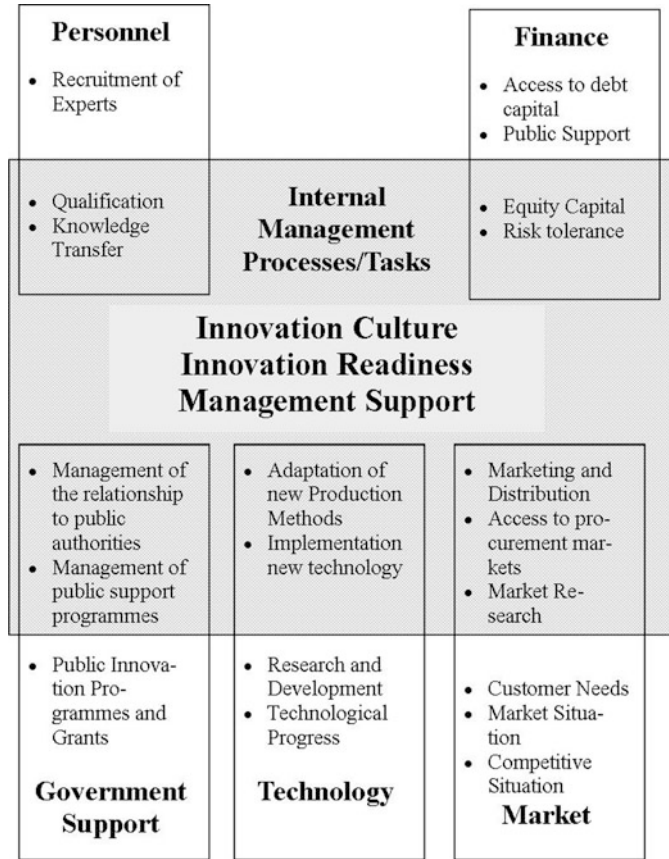 Personnel
• Recruitment of
Experts
Finance
• Access to debt
capital
• Public Support
• Qualification
• Knowledge
Transfer
Internal
Management
Processes/Tasks
• Equity Capital
• Risk tolerance
Innovation Culture
Innovation Readiness
Management Support
• Management of
the relationship
to public
authorities
• Management of
public support
programmes
• Adaptation of
new Production
Methods
• Implementation
new technology
• Marketing and
Distribution
• Access to pro-
curement mar-
kets
• Market Re-
search
• Public Innova-
tion Pro-
grammes and
Grants
Government
Support
• Research and
Development
• Technological
Progress
Technology
• Customer Needs
• Market Situa-
tion
• Competitive
Situation
Market